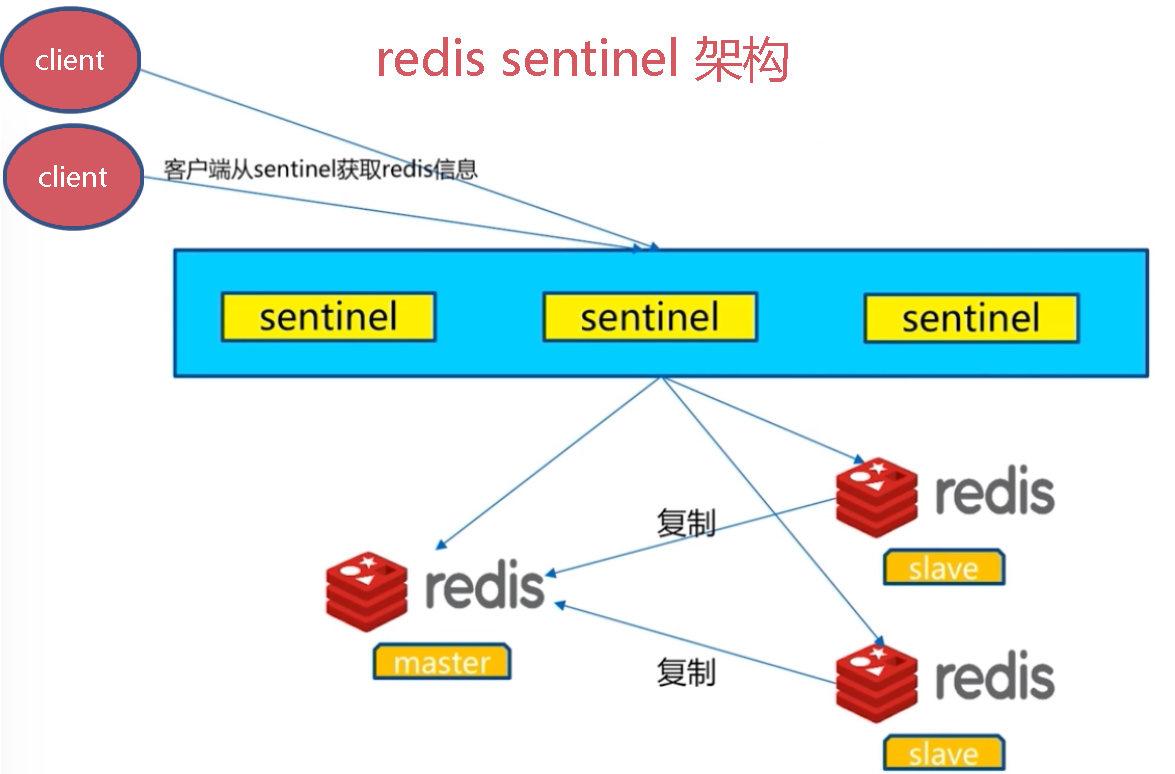 redis sentinel 架构
client
client
客户端从sentinel获取redis信息
sentinel
sentinel
sentinel
redis
slave
复制
redis
master
复制
redis
slave